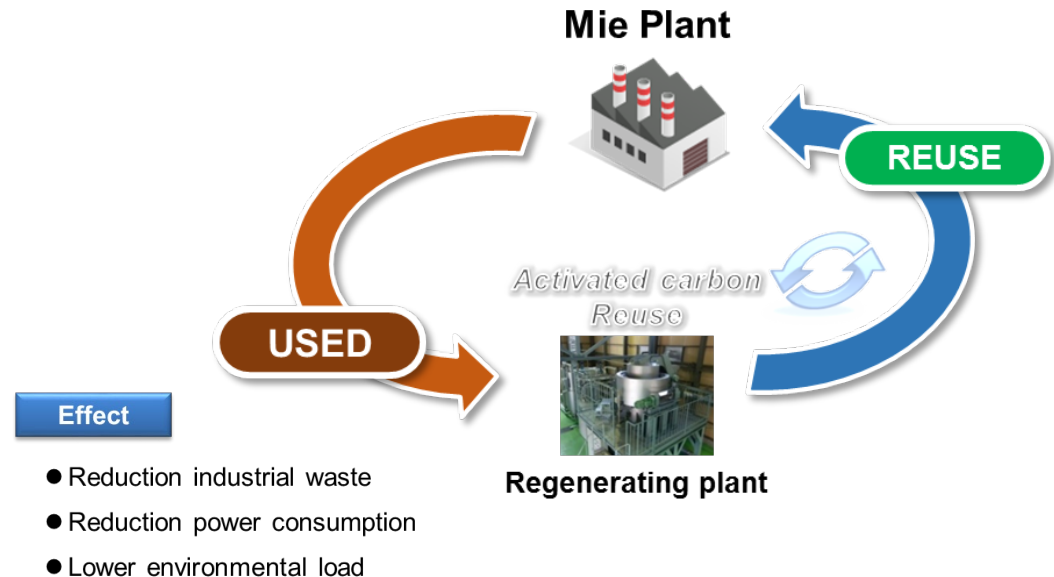 Mie Plant
REUSE
Activated carbon
Reuse
USED
Regenerating plant
Effect
● Reduction industrial waste
● Reduction power consumption
● Lower environmental load